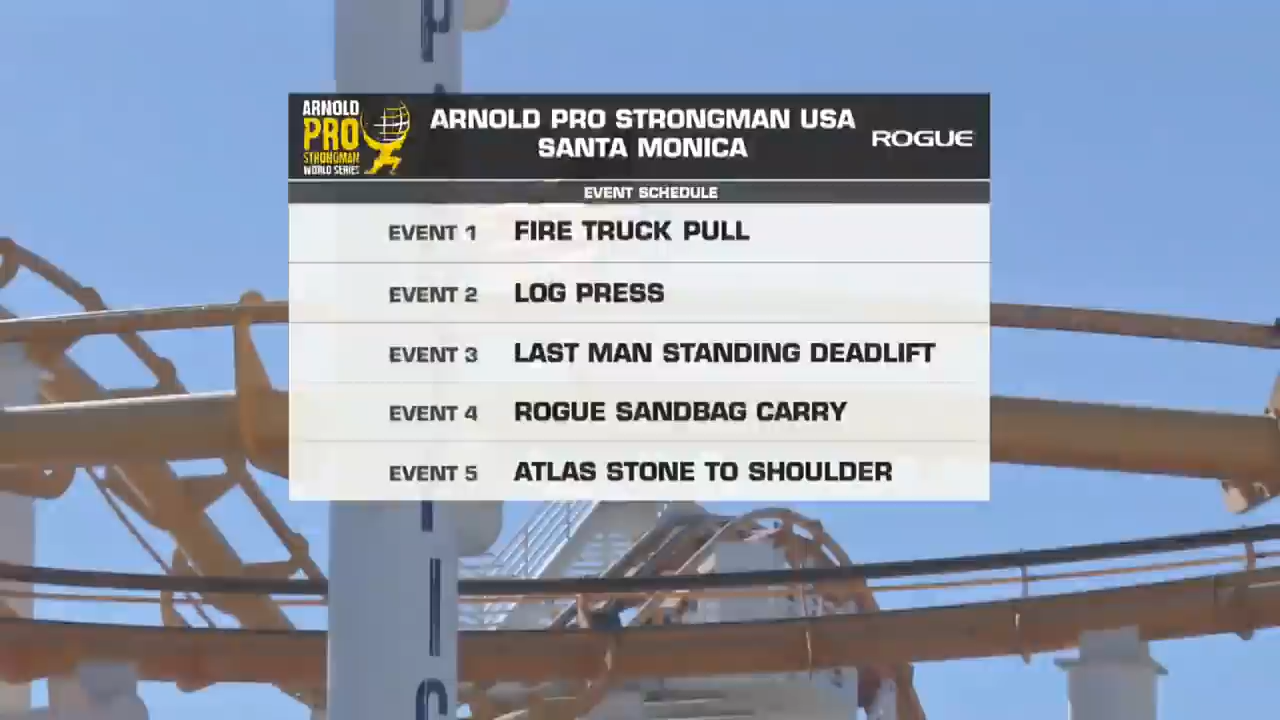 P
ARNOLD
PRO
STRONGMAN
WORLD SERIES
ARNOLD PRO STRONGMAN USA
SANTA MONICA
ROGUE
EVENT SCHEDULE
EVENT 1 FIRE TRUCK PULL
EVENT 2 LOG PRESS
EVENT 3 LAST MAN STANDING DEADLIFT
EVENT 4 ROGUE SANDBAG CARRY
EVENT 5 ATLAS STONE TO SHOULDER